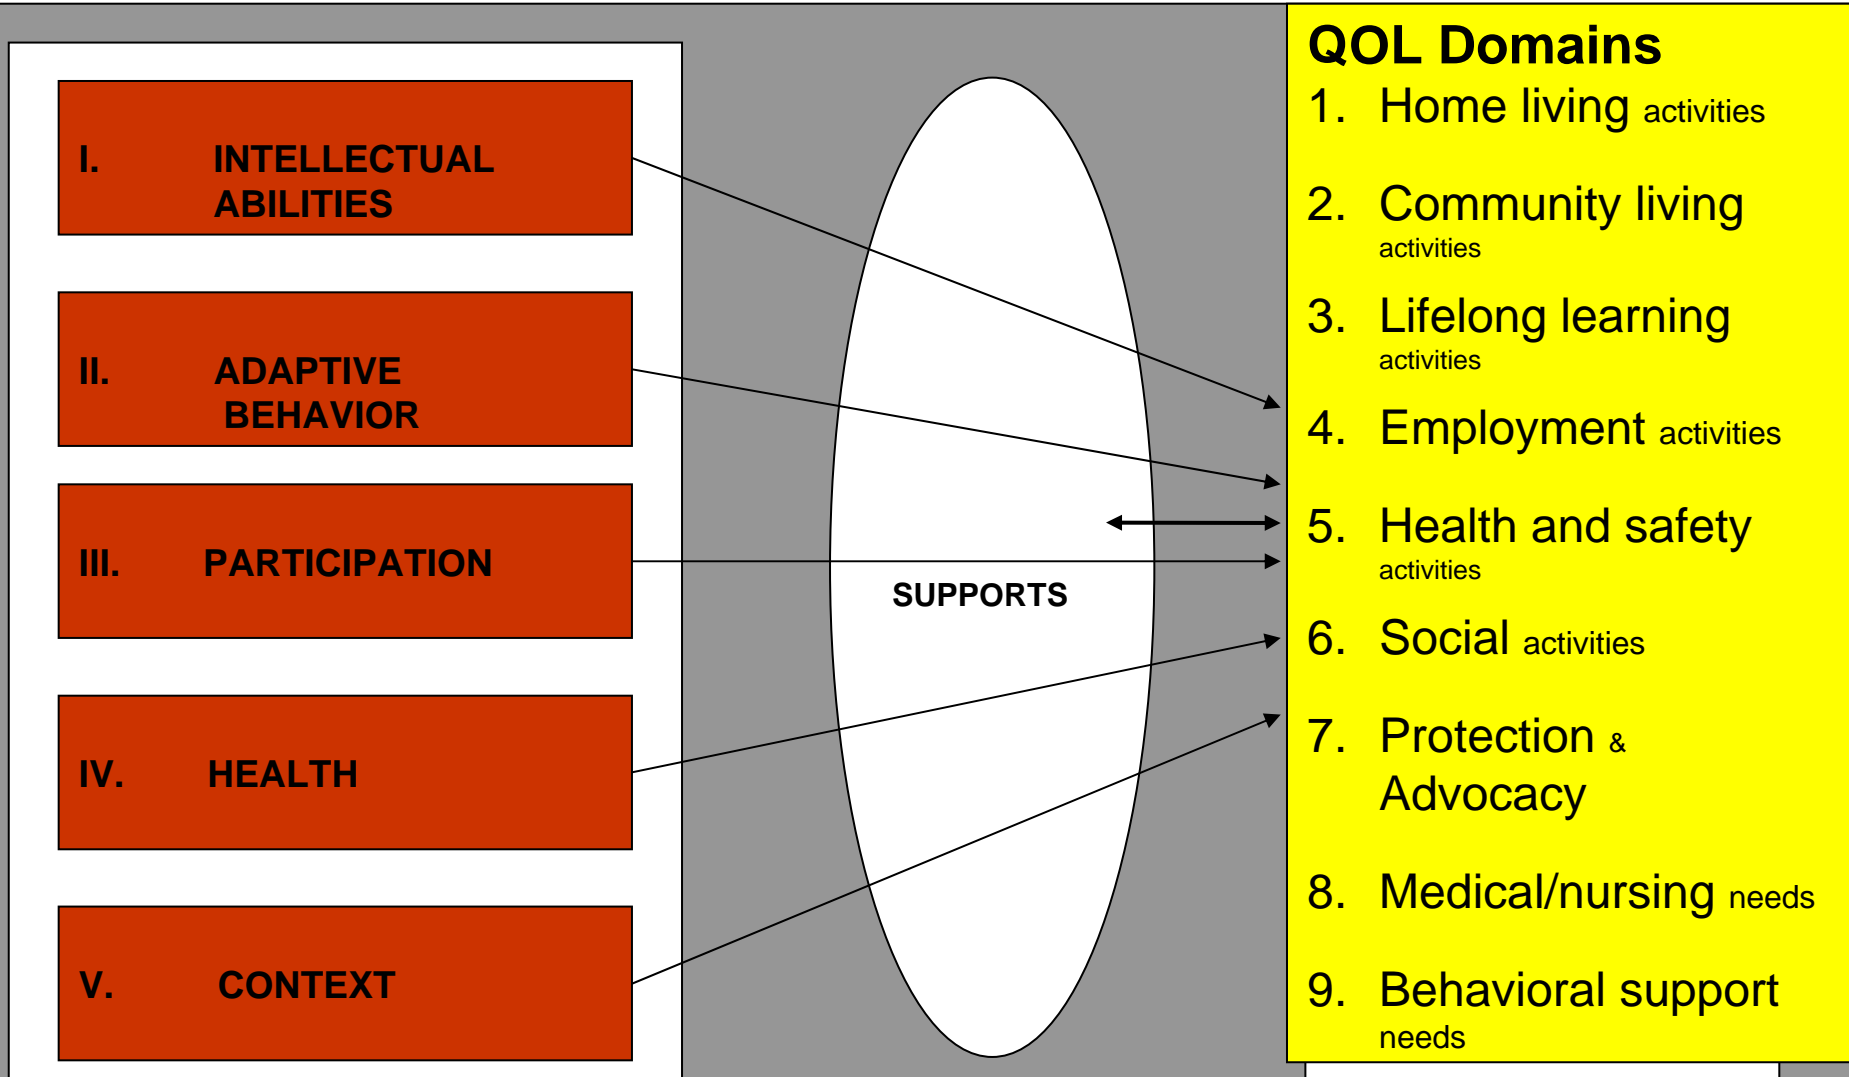 I. INTELLECTUAL
ABILITIES
II. ADAPTIVE
BEHAVIOR
III. PARTICIPATION
IV. HEALTH
V. CONTEXT
SUPPORTS
QOL Domains
1. Home living activities
2. Community living
activities
3. Lifelong learning
activities
4. Employment activities
5. Health and safety
activities
6. Social activities
7. Protection &
Advocacy
8. Medical/nursing needs
9. Behavioral support
needs